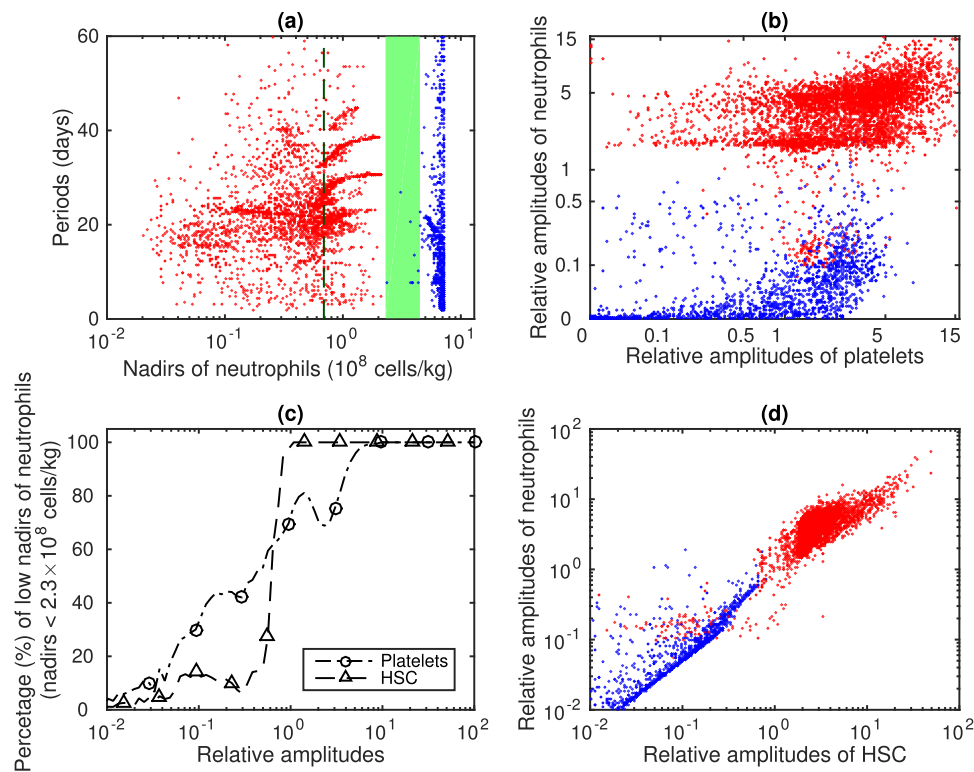 (a)
60
40
20
0
Periods (days)
10^-2
10^-1
10^0
10^1
Nadirs of neutrophils (10^8 cells/kg)
(b)
15
5
1
0.5
0.1
0
Relative amplitudes of neutrophils
0
0.1
0.5
1
5
15
Relative amplitudes of platelets
(c)
100
80
60
40
20
0
Percetage (%) of low nadirs of neutrophils
(nadirs < 2.3×10^8 cells/kg)
Platelets
HSC
10^-2
10^-1
10^0
10^1
10^2
Relative amplitudes
(d)
10^2
10^1
10^0
10^-1
10^-2
Relative amplitudes of neutrophils
10^-2
10^-1
10^0
10^1
10^2
Relative amplitudes of HSC